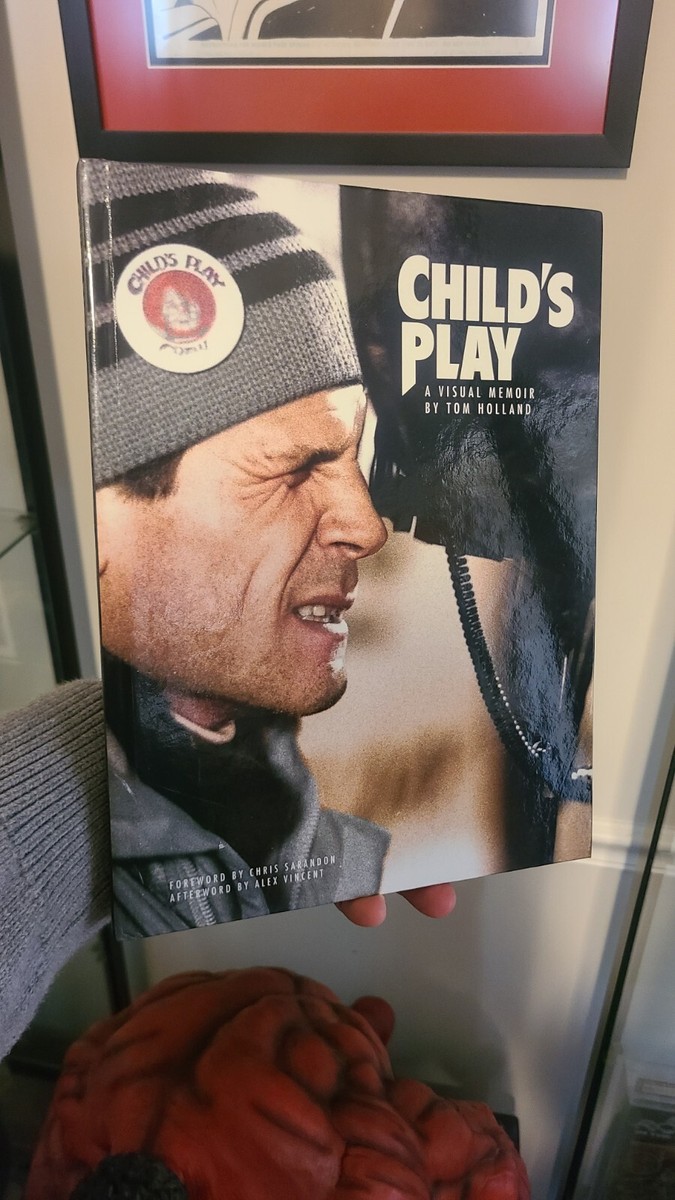 CHILD'S PLAY
CHILD'S
PLAY
A VISUAL MEMOIR
BY TOM HOLLAND
FOREWORD BY CHRIS SARANDON
AFTERWORD BY ALEX VINCENT